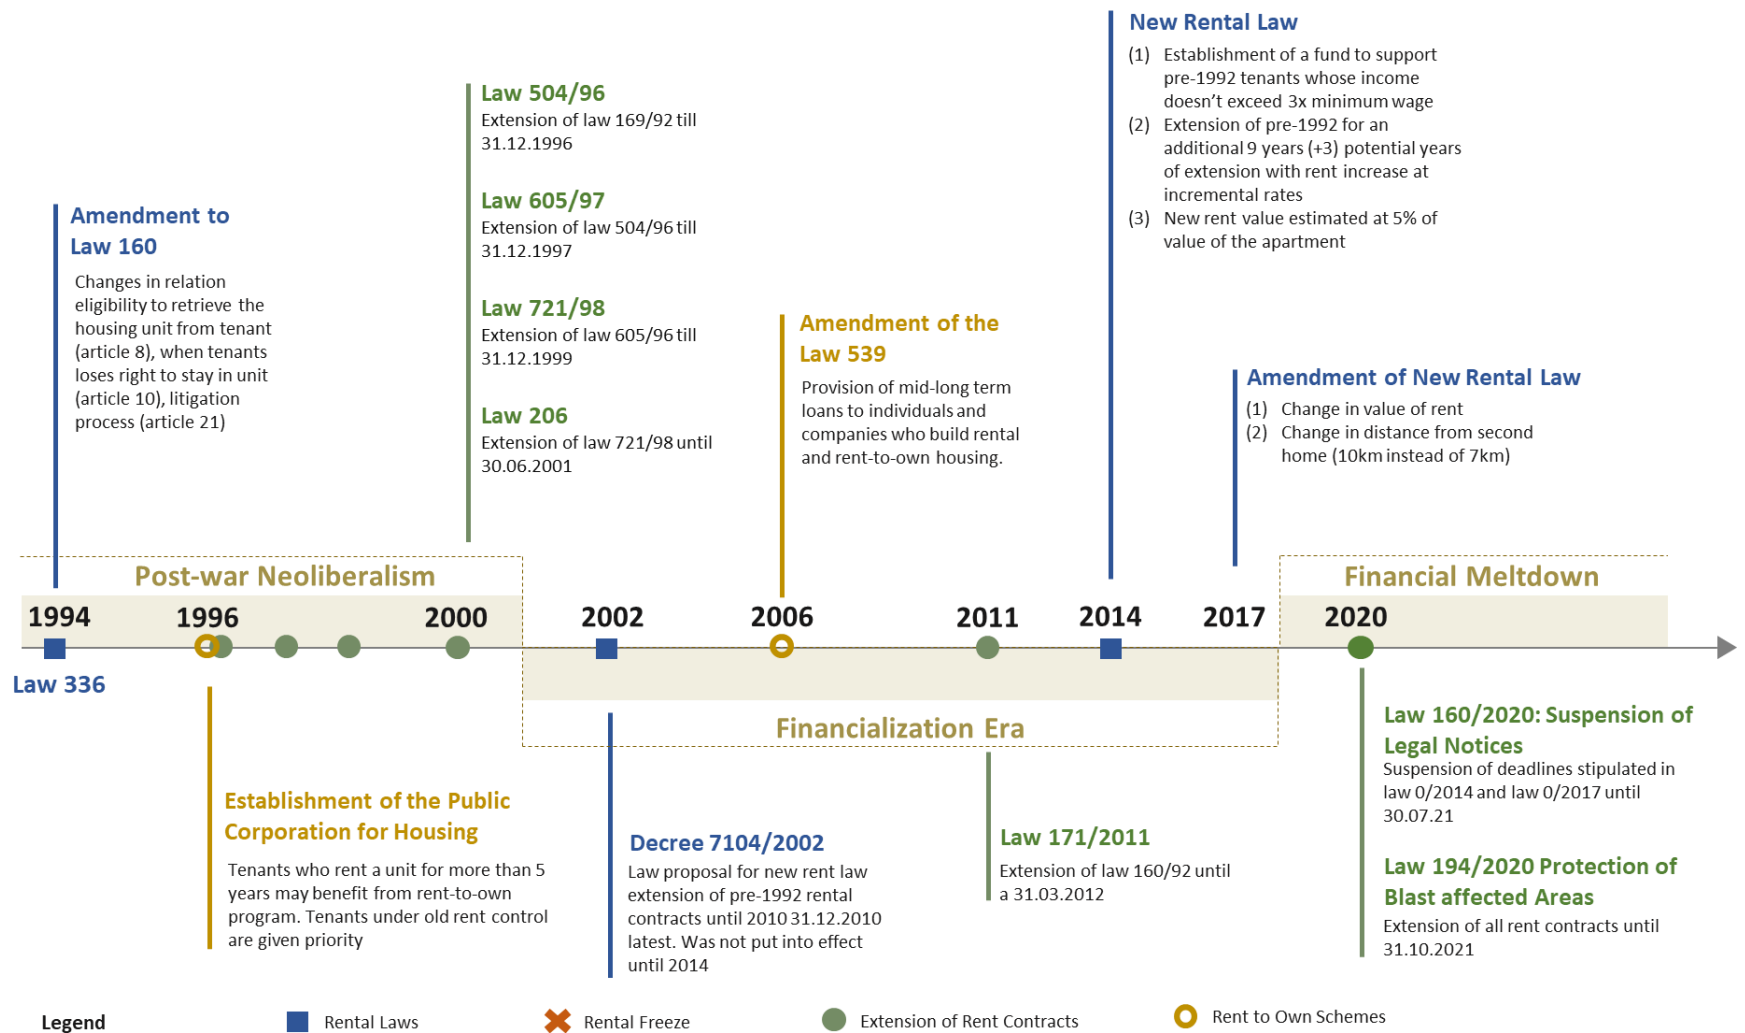 New Rental Law
(1) Establishment of a fund to support
pre-1992 tenants whose income
doesn't exceed 3x minimum wage
(2) Extension of pre-1992 for an
additional 9 years (+3) potential years
of extension with rent increase at
incremental rates
(3) New rent value estimated at 5% of
value of the apartment
Law 504/96
Extension of law 169/92 till
31.12.1996
Law 605/97
Extension of law 504/96 till
31.12.1997
Law 721/98
Extension of law 605/96 till
31.12.1999
Law 206
Extension of law 721/98 until
30.06.2001
Amendment to
Law 160
Changes in relation
eligibility to retrieve the
housing unit from tenant
(article 8), when tenants
loses right to stay in unit
(article 10), litigation
process (article 21)
Amendment of the
Law 539
Provision of mid-long term
loans to individuals and
companies who build rental
and rent-to-own housing.
Amendment of New Rental Law
(1) Change in value of rent
(2) Change in distance from second
home (10km instead of 7km)
Post-war Neoliberalism
Financial Meltdown
1994 1996 2000 2002 2006 2011 2014 2017 2020
Law 336
Financialization Era
Establishment of the Public
Corporation for Housing
Tenants who rent a unit for more than 5
years may benefit from rent-to-own
program. Tenants under old rent control
are given priority
Decree 7104/2002
Law proposal for new rent law
extension of pre-1992 rental
contracts until 2010 31.12.2010
latest. Was not put into effect
until 2014
Law 171/2011
Extension of law 160/92 until
a 31.03.2012
Law 160/2020: Suspension of
Legal Notices
Suspension of deadlines stipulated in
law 0/2014 and law 0/2017 until
30.07.21
Law 194/2020 Protection of
Blast affected Areas
Extension of all rent contracts until
31.10.2021
Legend
Rental Laws
Rental Freeze
Extension of Rent Contracts
Rent to Own Schemes